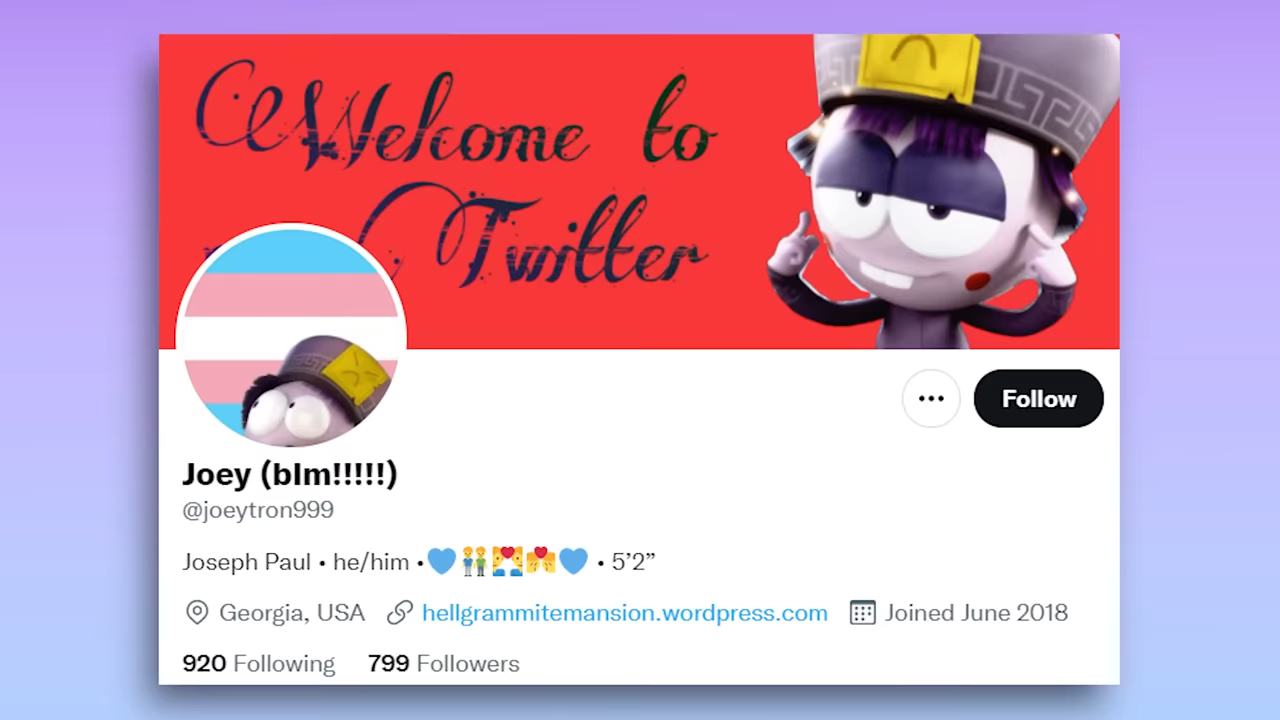 Welcome to
Twitter
Follow
Joey (blm!!!!!)
@joeytron999
Joseph Paul • he/him •💙👬👨‍❤️‍👨💏💙 • 5’2”
Georgia, USA hellgrammitemansion.wordpress.com Joined June 2018
920 Following 799 Followers